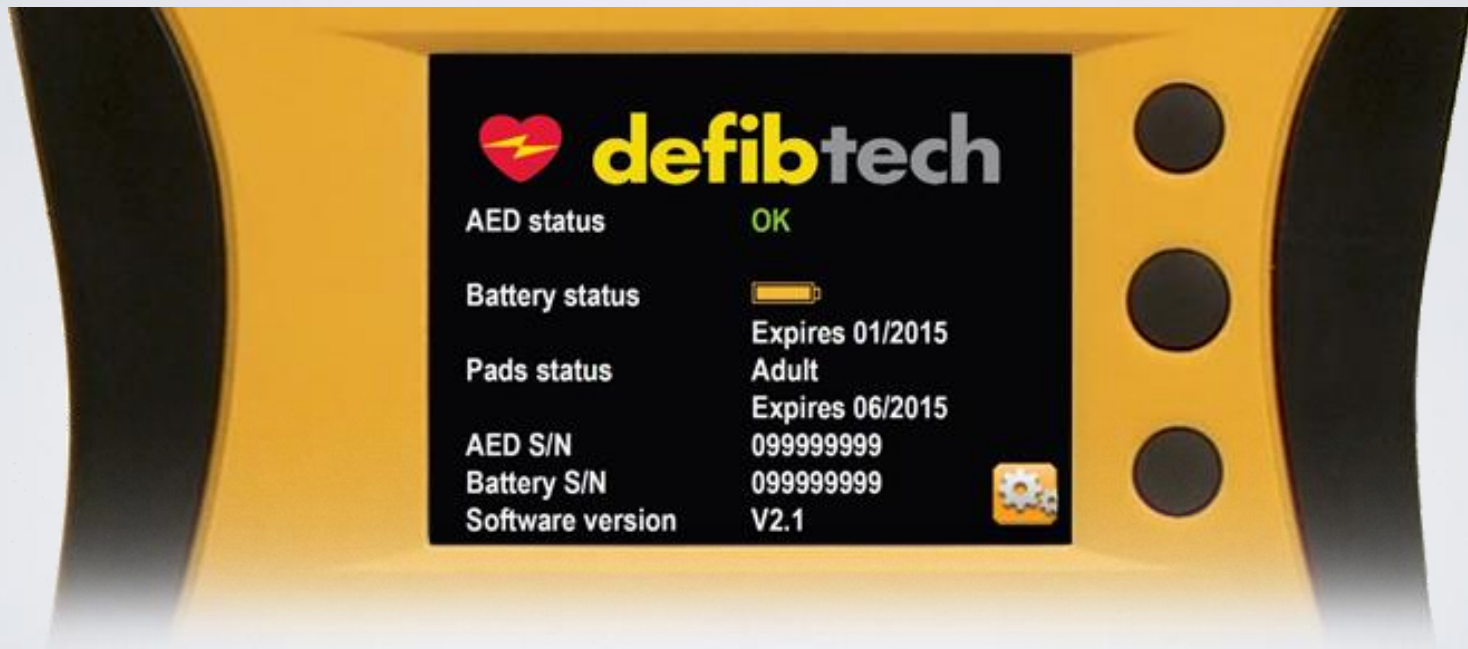 defibtech
AED status OK
Battery status
Expires 01/2015
Pads status Adult
Expires 06/2015
AED S/N 099999999
Battery S/N 099999999
Software version V2.1